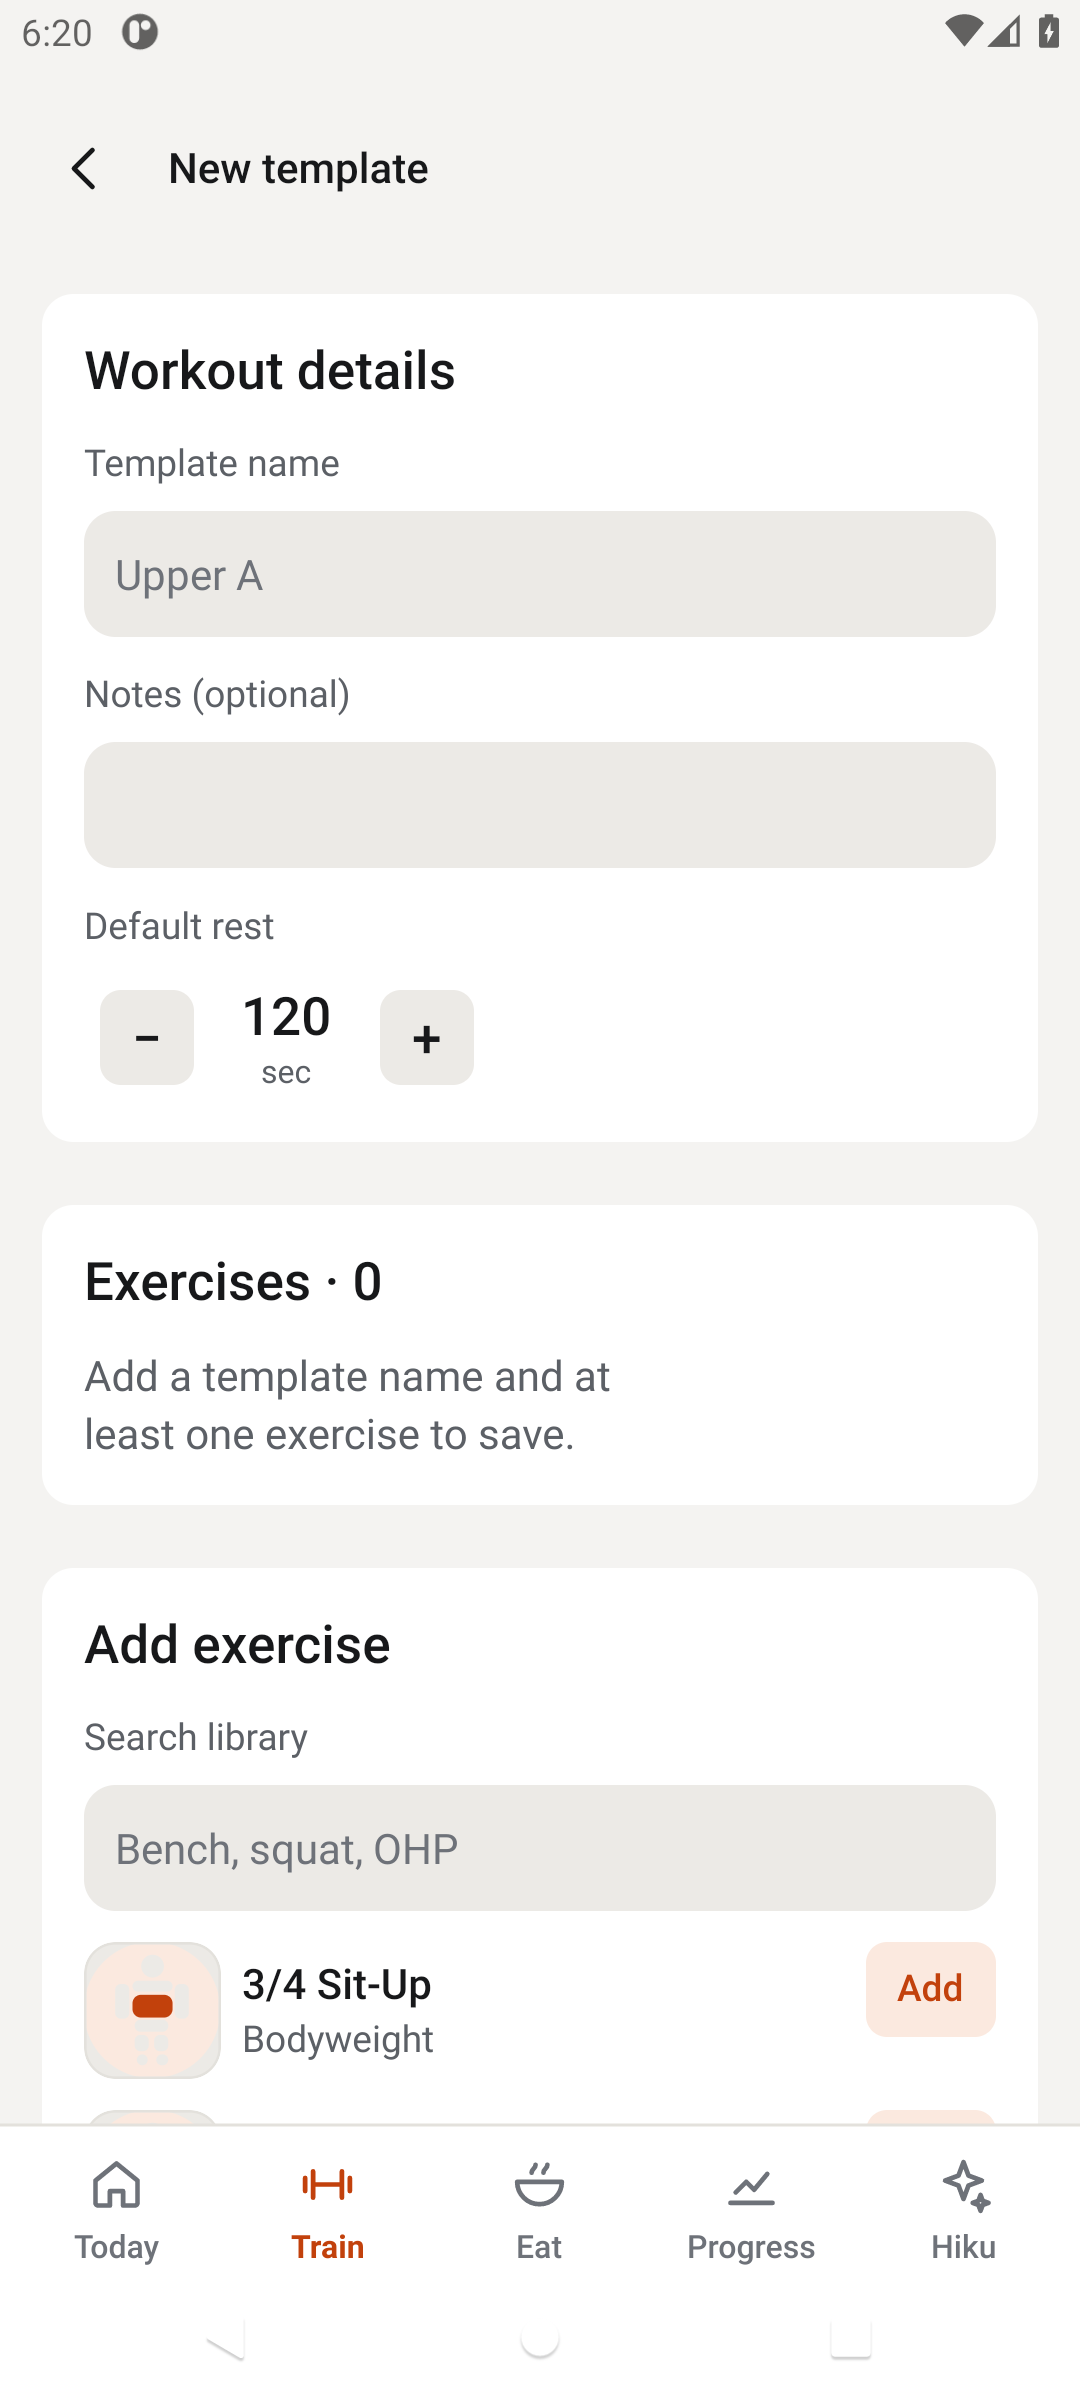 6:20
New template
Workout details
Template name
Upper A
Notes (optional)
Default rest
− 120 +
sec
Exercises · 0
Add a template name and at
least one exercise to save.
Add exercise
Search library
Bench, squat, OHP
3/4 Sit-Up
Add
Bodyweight
Today Train Eat Progress Hiku